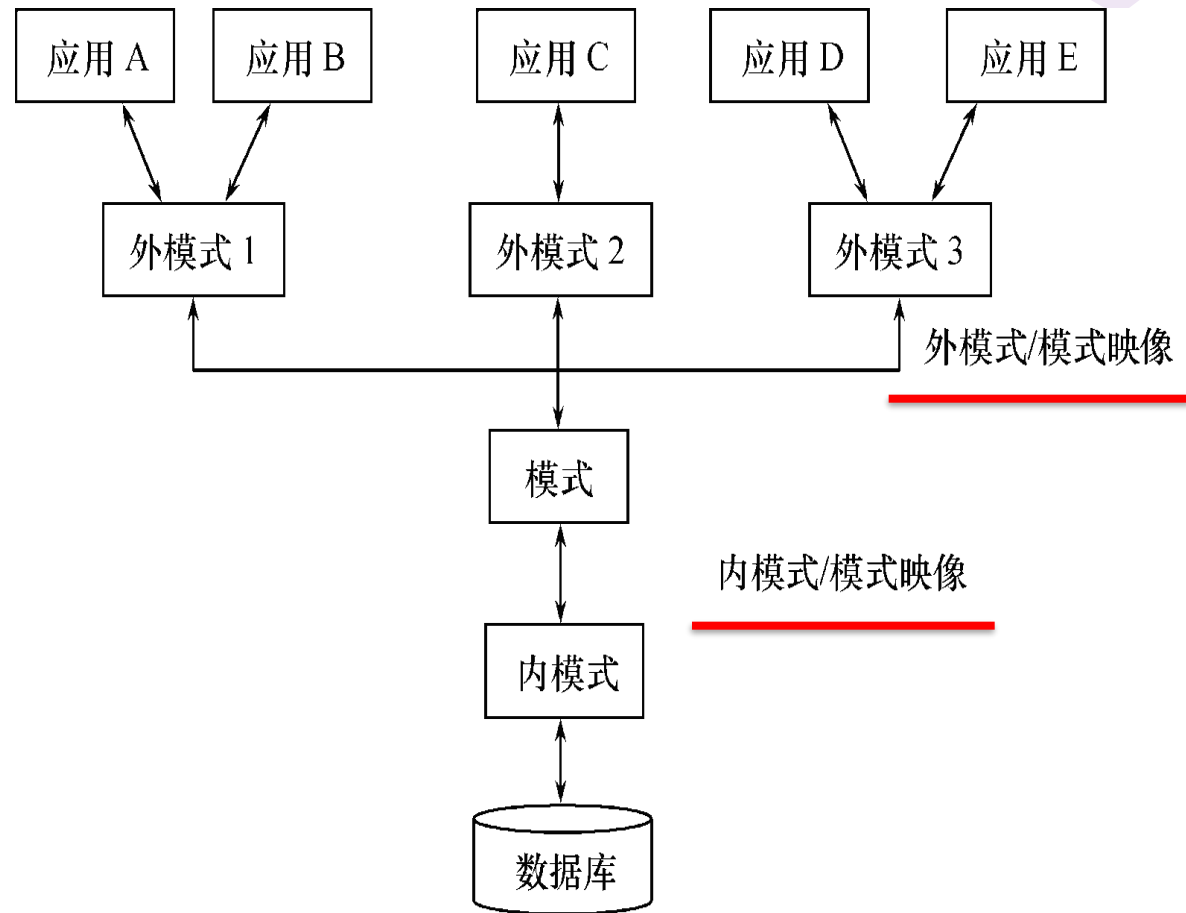 应用 A
应用 B
应用 C
应用 D
应用 E
外模式 1
外模式 2
外模式 3
外模式/模式映像
模式
内模式/模式映像
内模式
数据库